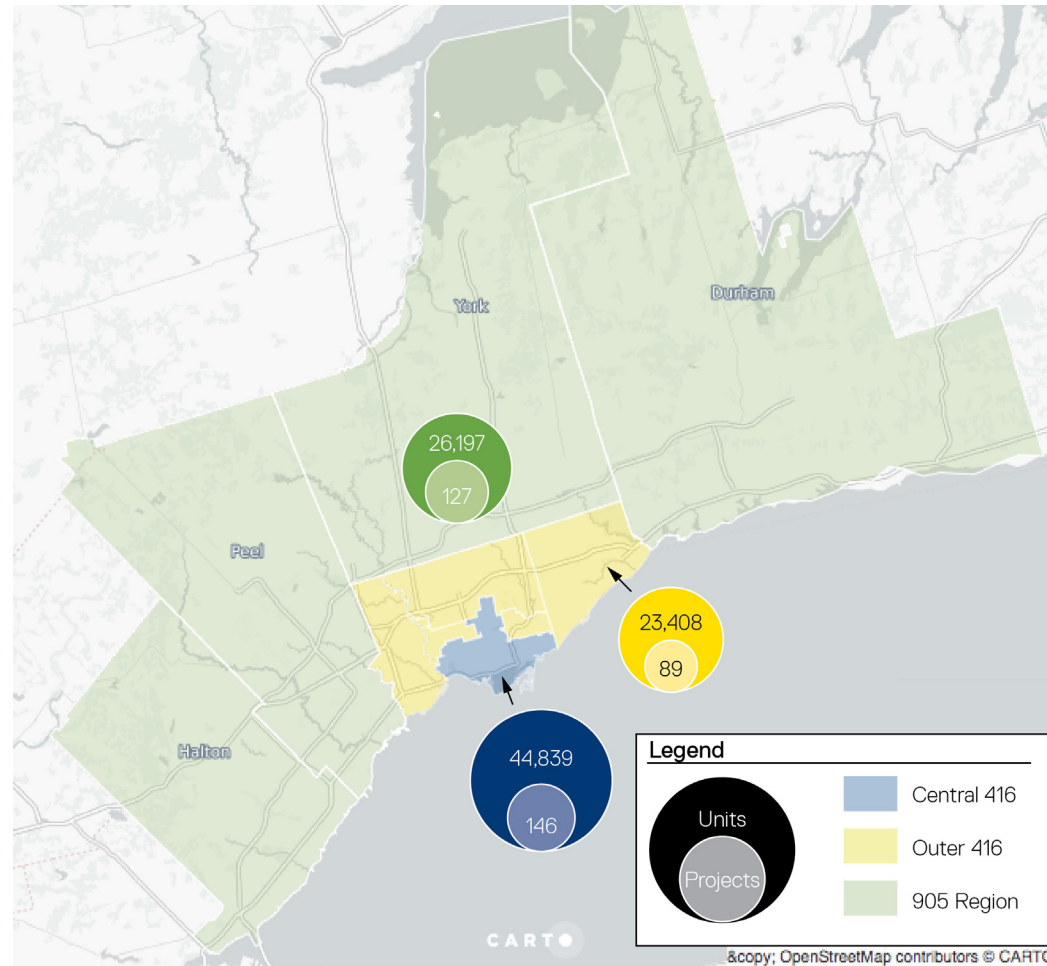 York
Durham
26,197
127
Peel
23,408
89
Halton
44,839
146
Legend
Units
Projects
Central 416
Outer 416
905 Region
CARTO
&copy; OpenStreetMap contributors © CARTO